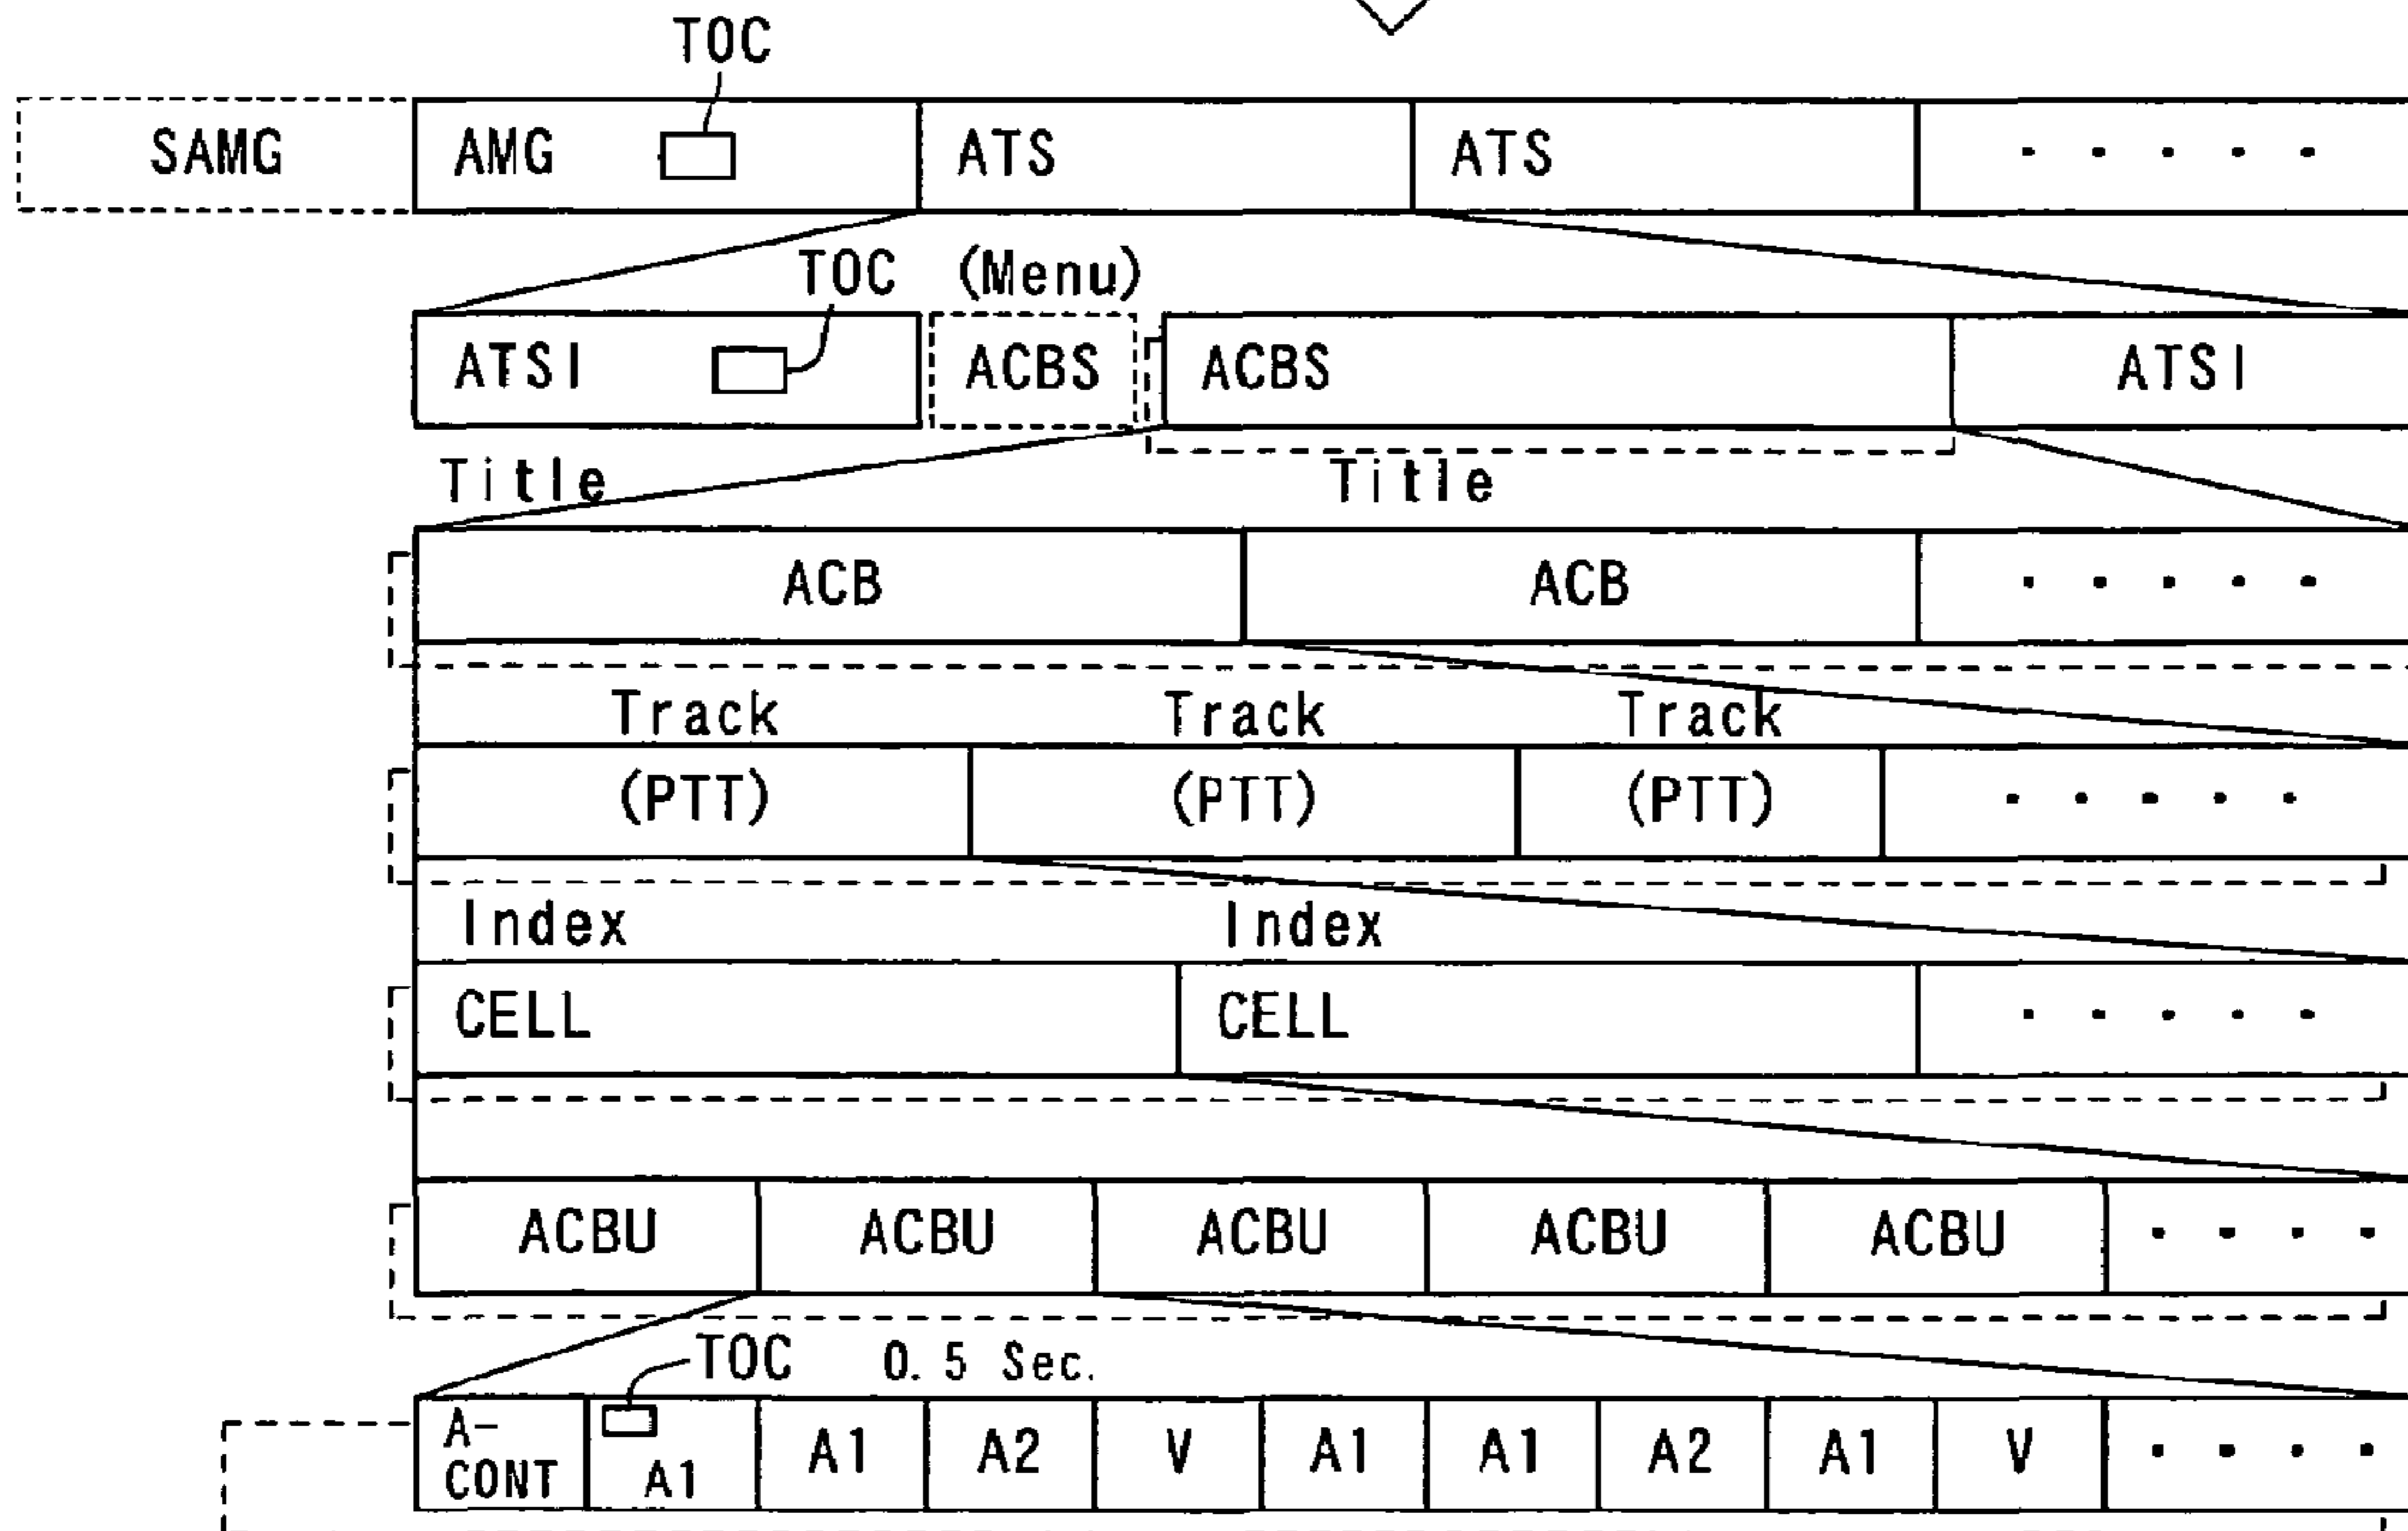 TOC
SAMG AMG ATS ATS . . . . .
TOC (Menu)
ATSI ACBS ACBS ATSI
Title Title
ACB ACB . . . . .
Track Track Track
(PTT) (PTT) (PTT) . . . . .
Index Index
CELL CELL . . . . .
ACBU ACBU ACBU ACBU ACBU . . . .
TOC 0.5 Sec.
A-
CONT A1 A1 A2 V A1 A1 A2 A1 V . . . .